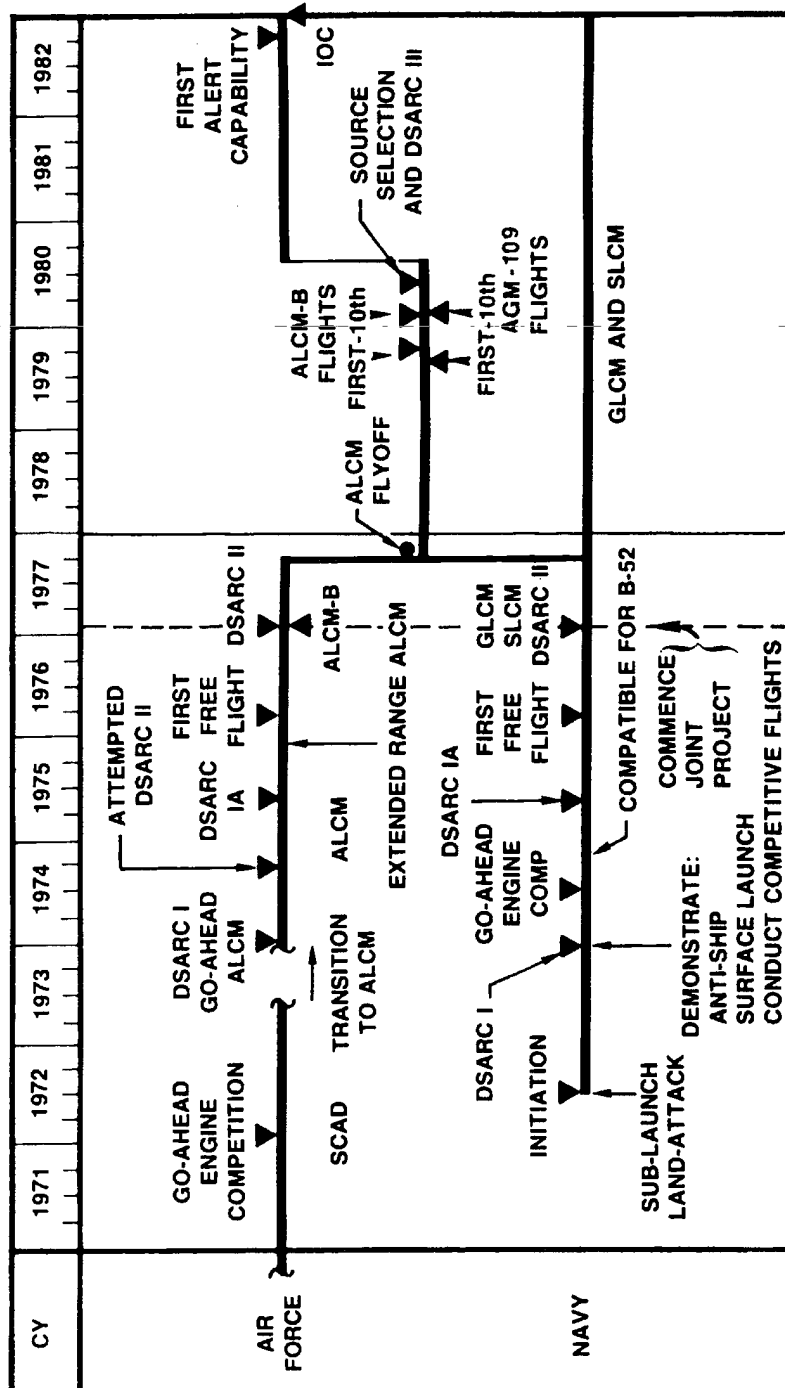 CY
1971
1972
1973
1974
1975
1976
1977
1978
1979
1980
1981
1982
AIR
FORCE
GO-AHEAD
ENGINE
COMPETITION
DSARC I
GO-AHEAD
ALCM
ATTEMPTED
DSARC II
DSARC
IA
FIRST
FREE
FLIGHT
DSARC II
FIRST
ALERT
CAPABILITY
SCAD
TRANSITION
TO ALCM
ALCM
EXTENDED RANGE ALCM
ALCM-B
ALCM
FLYOFF
ALCM-B
FLIGHTS
FIRST-10th
SOURCE
SELECTION
AND DSARC III
IOC
FIRST-10th
AGM-109
FLIGHTS
NAVY
INITIATION
DSARC I
GO-AHEAD
ENGINE
COMP
DSARC IA
FIRST
FREE
FLIGHT
GLCM
SLCM
DSARC II
SUB-LAUNCH
LAND-ATTACK
DEMONSTRATE:
ANTI-SHIP
SURFACE LAUNCH
CONDUCT COMPETITIVE FLIGHTS
COMPATIBLE FOR B-52
COMMENCE
JOINT
PROJECT
GLCM AND SLCM